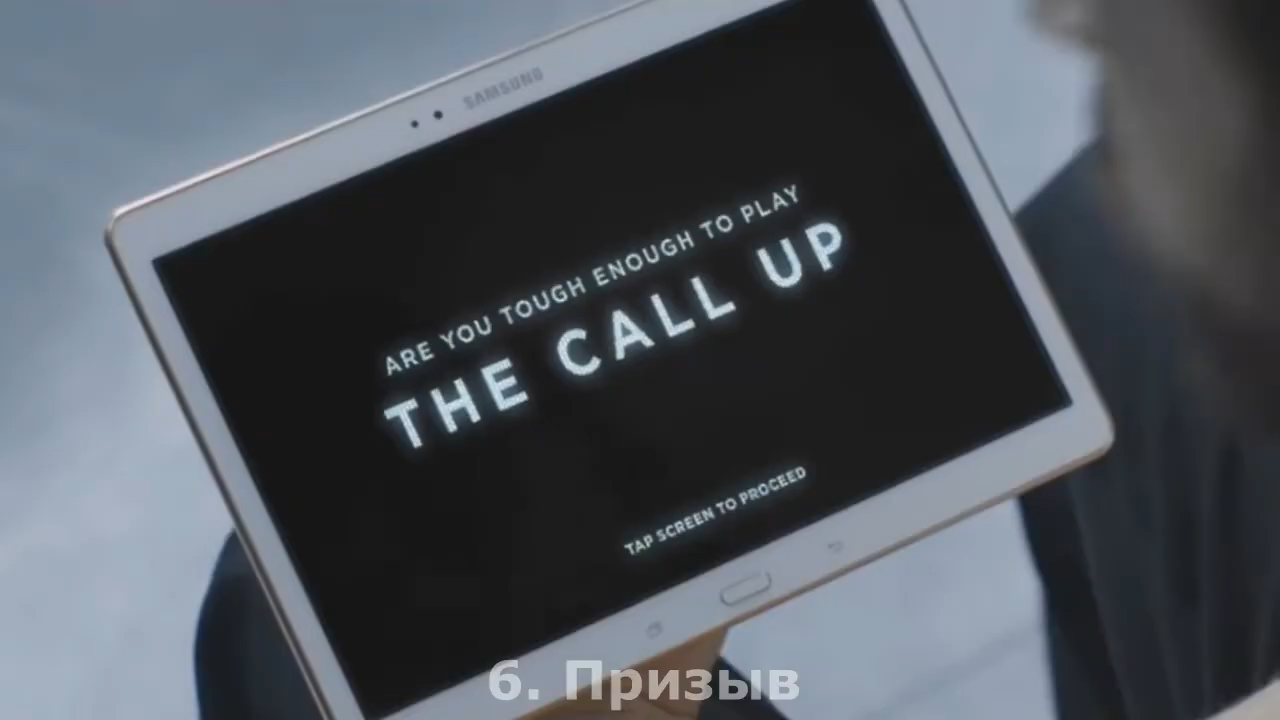 SAMSUNG
ARE YOU TOUGH ENOUGH TO PLAY
THE CALL UP
TAP SCREEN TO PROCEED
6. Призыв